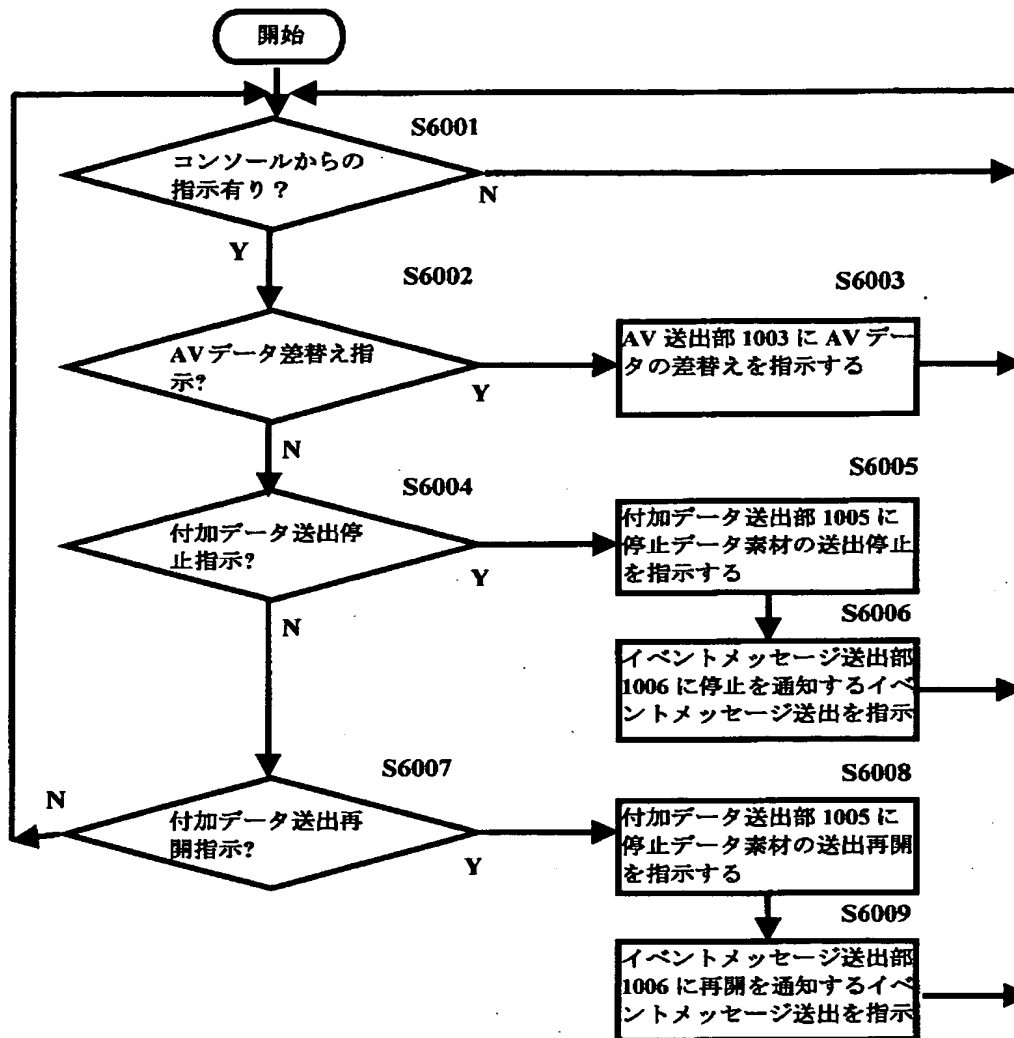 開始
S6001
コンソールからの
指示有り？
N
Y
S6002
S6003
AVデータ差替え指
示?
Y
AV 送出部 1003 に AV デー
タの差替えを指示する
N
S6004
S6005
付加データ送出停
止指示?
Y
付加データ送出部 1005 に
停止データ素材の送出停止
を指示する
N
S6006
イベントメッセージ送出部
1006 に停止を通知するイベ
ントメッセージ送出を指示
S6007
S6008
N
付加データ送出再
開指示?
Y
付加データ送出部 1005 に
停止データ素材の送出再開
を指示する
S6009
イベントメッセージ送出部
1006 に再開を通知するイベ
ントメッセージ送出を指示